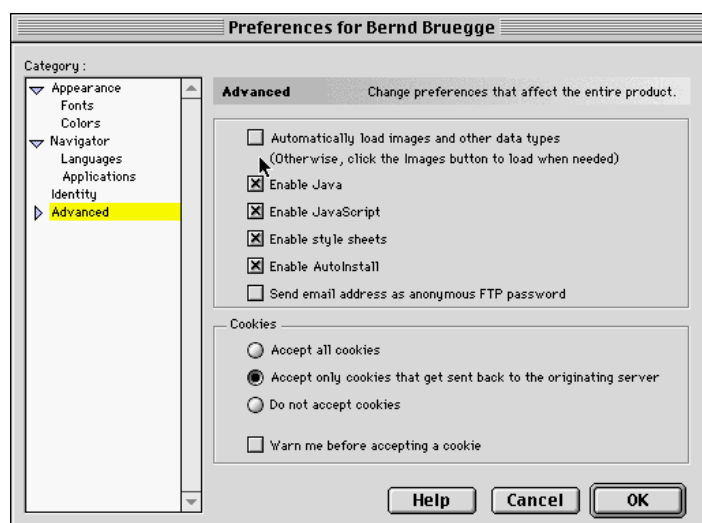 Preferences for Bernd Bruegge
Category :
Appearance
Fonts
Colors
Navigator
Languages
Applications
Identity
Advanced
Advanced Change preferences that affect the entire product.
Automatically load images and other data types
(Otherwise, click the Images button to load when needed)
Enable Java
Enable JavaScript
Enable style sheets
Enable AutoInstall
Send email address as anonymous FTP password
Cookies
Accept all cookies
Accept only cookies that get sent back to the originating server
Do not accept cookies
Warn me before accepting a cookie
Help Cancel OK